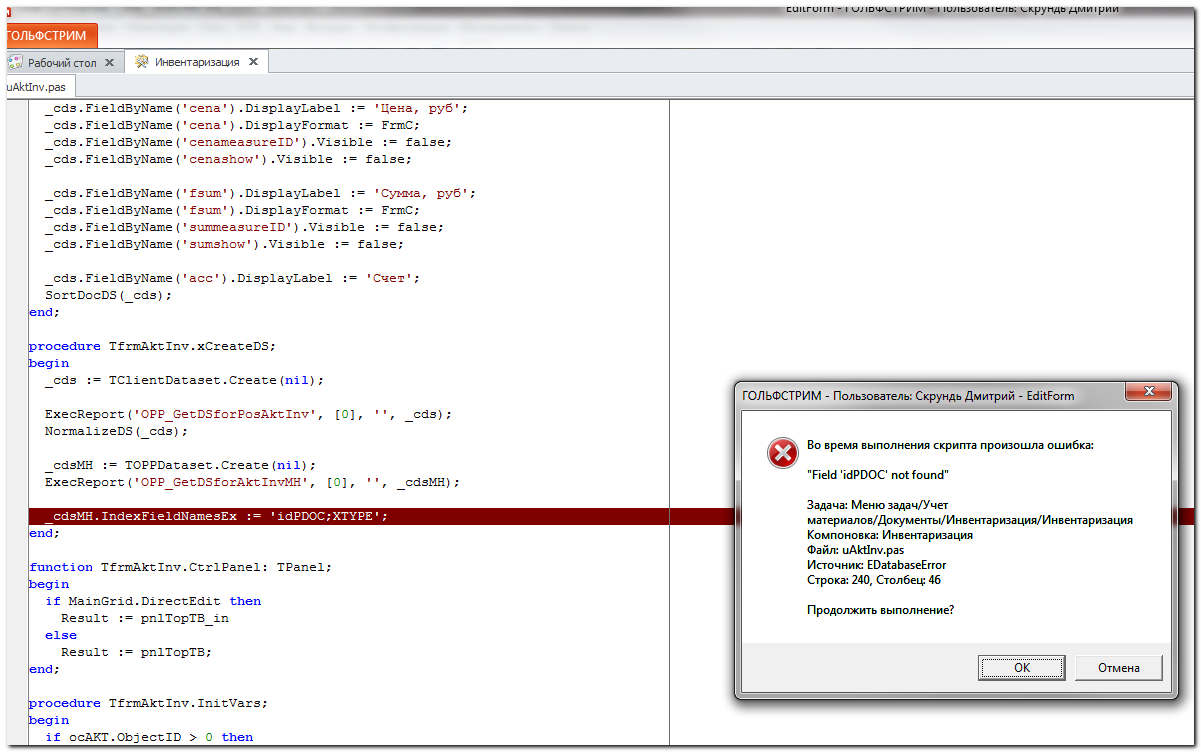 EditForm - ГОЛЬФСТРИМ - Пользователь: Скрундь Дмитрий
ГОЛЬФСТРИМ
Рабочий стол
Инвентаризация
uAktInv.pas
_cds.FieldByName('cena').DisplayLabel := 'Цена, руб';
_cds.FieldByName('cena').DisplayFormat := FrmC;
_cds.FieldByName('cenameasureID').Visible := false;
_cds.FieldByName('cenashow').Visible := false;
_cds.FieldByName('fsum').DisplayLabel := 'Сумма, руб';
_cds.FieldByName('fsum').DisplayFormat := FrmC;
_cds.FieldByName('summeasureID').Visible := false;
_cds.FieldByName('sumshow').Visible := false;
_cds.FieldByName('acc').DisplayLabel := 'Счет';
SortDocDS(_cds);
end;
procedure TfrmAktInv.xCreateDS;
begin
_cds := TClientDataset.Create(nil);
ExecReport('OPP_GetDSforPosAktInv', [0], '', _cds);
NormalizeDS(_cds);
_cdsMH := TOPPDataset.Create(nil);
ExecReport('OPP_GetDSforAktInvMH', [0], '', _cdsMH);
_cdsMH.IndexFieldNamesEx := 'idPDOC;XTYPE';
end;
function TfrmAktInv.CtrlPanel: TPanel;
begin
if MainGrid.DirectEdit then
Result := pnlTopTB_in
else
Result := pnlTopTB;
end;
procedure TfrmAktInv.InitVars;
begin
if ocAKT.ObjectID > 0 then
ГОЛЬФСТРИМ - Пользователь: Скрундь Дмитрий - EditForm
Во время выполнения скрипта произошла ошибка:
"Field 'idPDOC' not found"
Задача: Меню задач/Учет
материалов/Документы/Инвентаризация/Инвентаризация
Компоновка: Инвентаризация
Файл: uAktInv.pas
Источник: EDatabaseError
Строка: 240, Столбец: 46
Продолжить выполнение?
ОК
Отмена